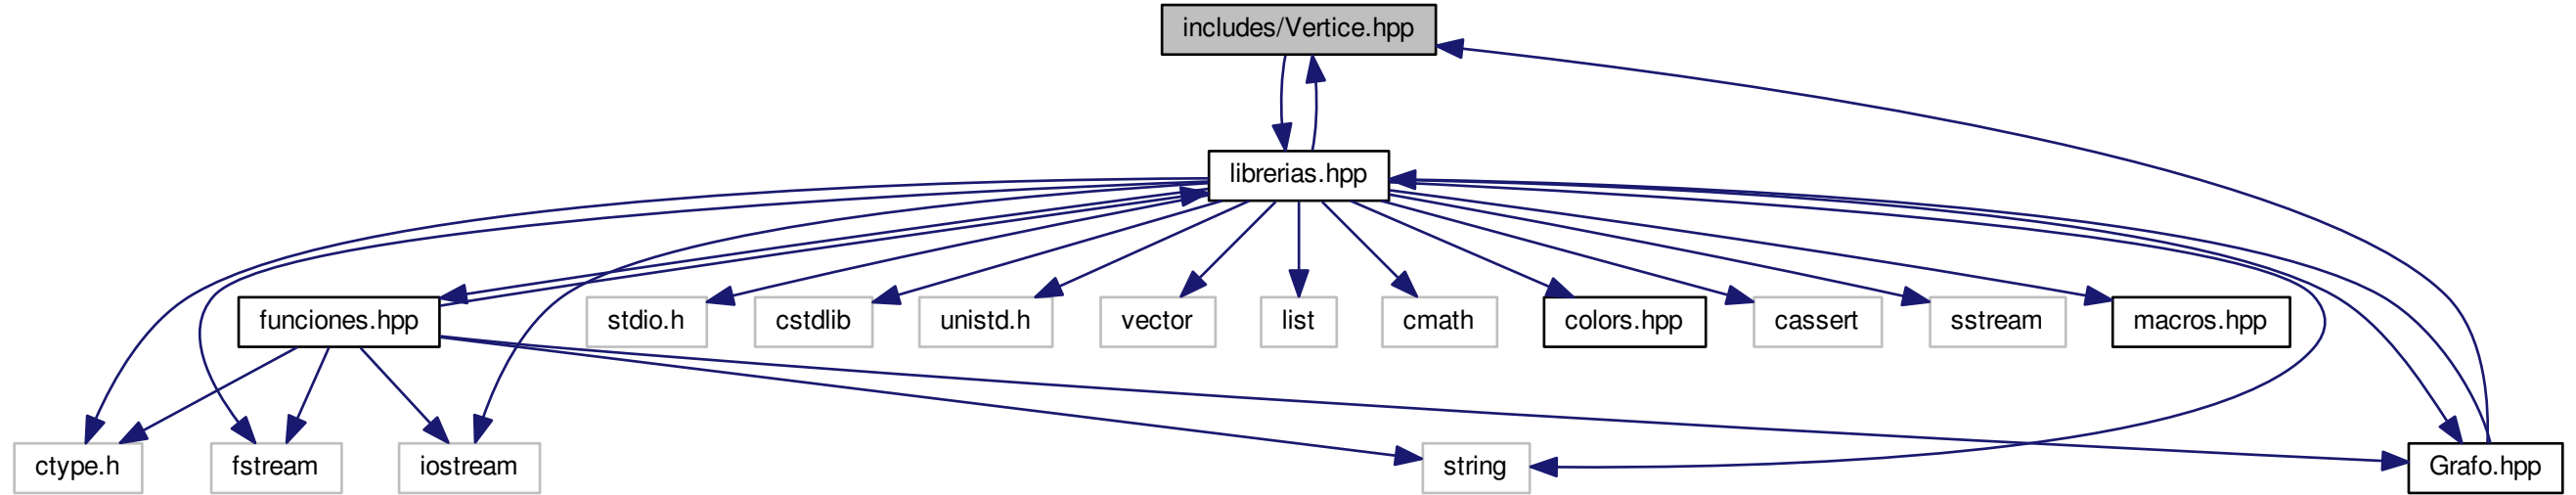 includes/Vertice.hpp
librerias.hpp
funciones.hpp
stdio.h
cstdlib
unistd.h
vector
list
cmath
colors.hpp
cassert
sstream
macros.hpp
ctype.h
fstream
iostream
string
Grafo.hpp